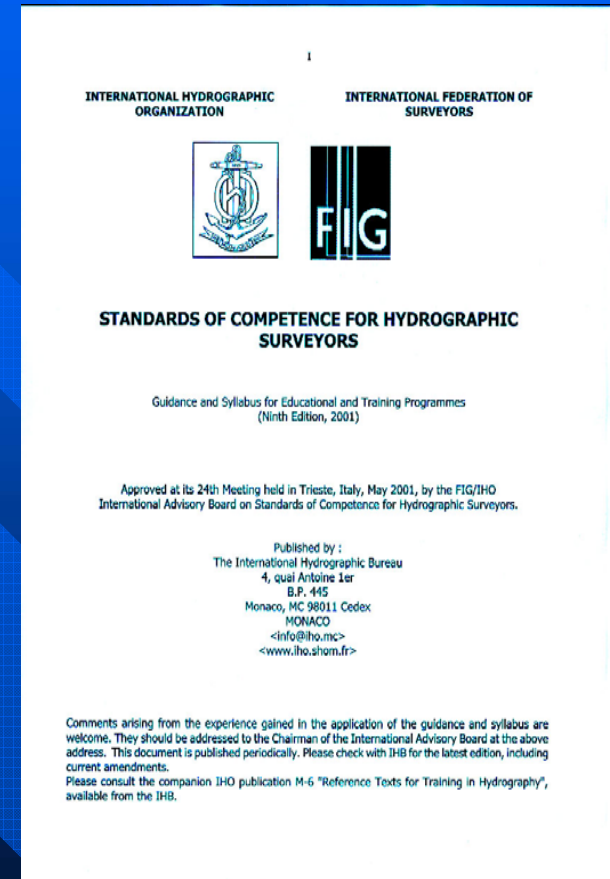 1
INTERNATIONAL HYDROGRAPHIC
ORGANIZATION
INTERNATIONAL FEDERATION OF
SURVEYORS
FIG
STANDARDS OF COMPETENCE FOR HYDROGRAPHIC
SURVEYORS
Guidance and Syllabus for Educational and Training Programmes
(Ninth Edition, 2001)
Approved at its 24th Meeting held in Trieste, Italy, May 2001, by the FIG/IHO
International Advisory Board on Standards of Competence for Hydrographic Surveyors.
Published by :
The International Hydrographic Bureau
4, quai Antoine 1er
B.P. 445
Monaco, MC 98011 Cedex
MONACO
<info@iho.mc>
<www.iho.shom.fr>
Comments arising from the experience gained in the application of the guidance and syllabus are
welcome. They should be addressed to the Chairman of the International Advisory Board at the above
address. This document is published periodically. Please check with IHB for the latest edition, including
current amendments.
Please consult the companion IHO publication M-6 "Reference Texts for Training in Hydrography",
available from the IHB.